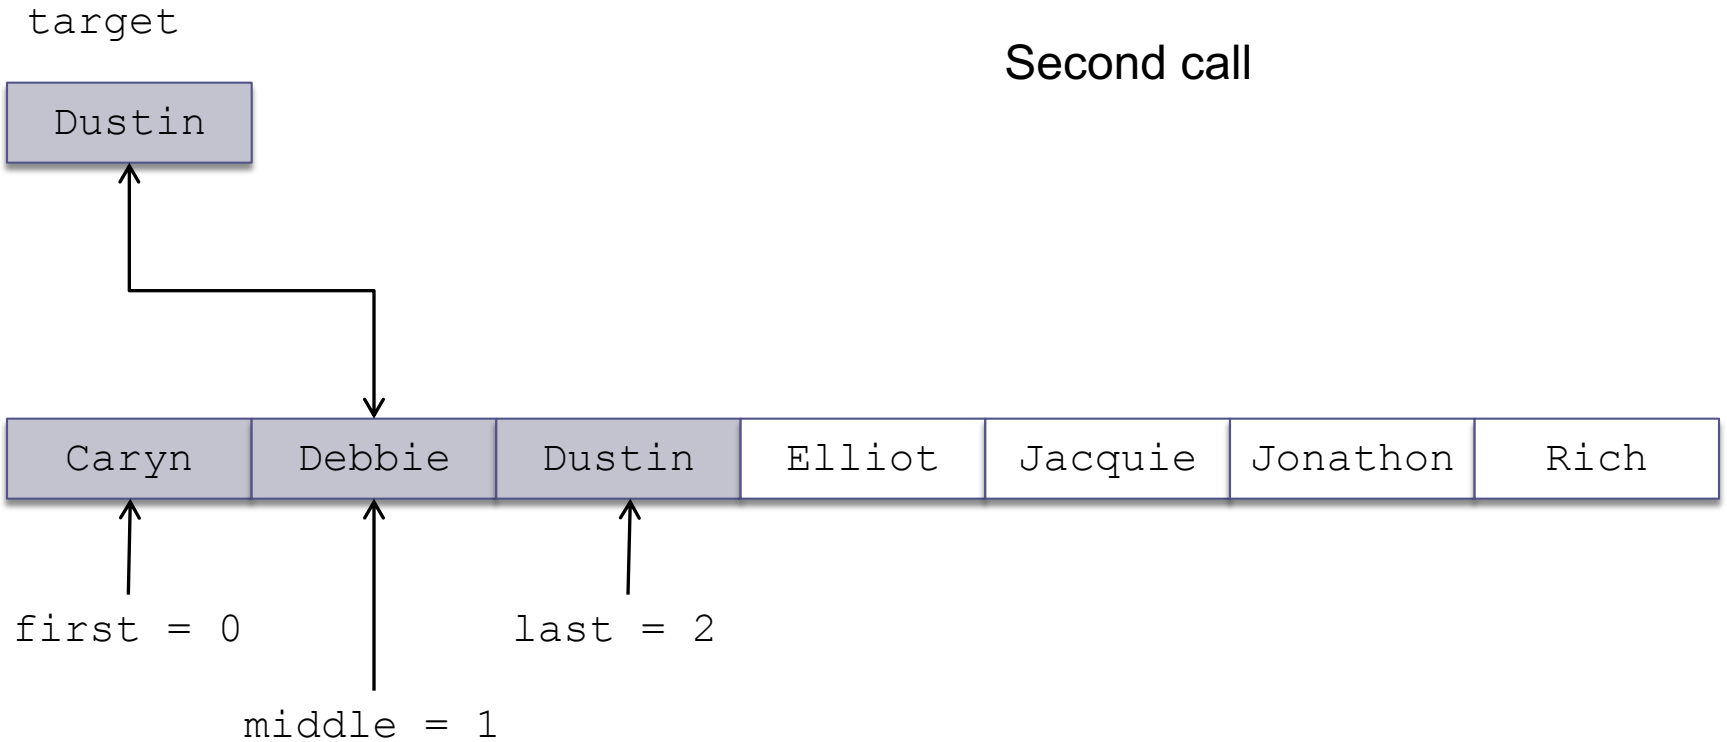 target
Second call
Dustin
Caryn Debbie Dustin Elliot Jacquie Jonathon Rich
first = 0 last = 2
middle = 1